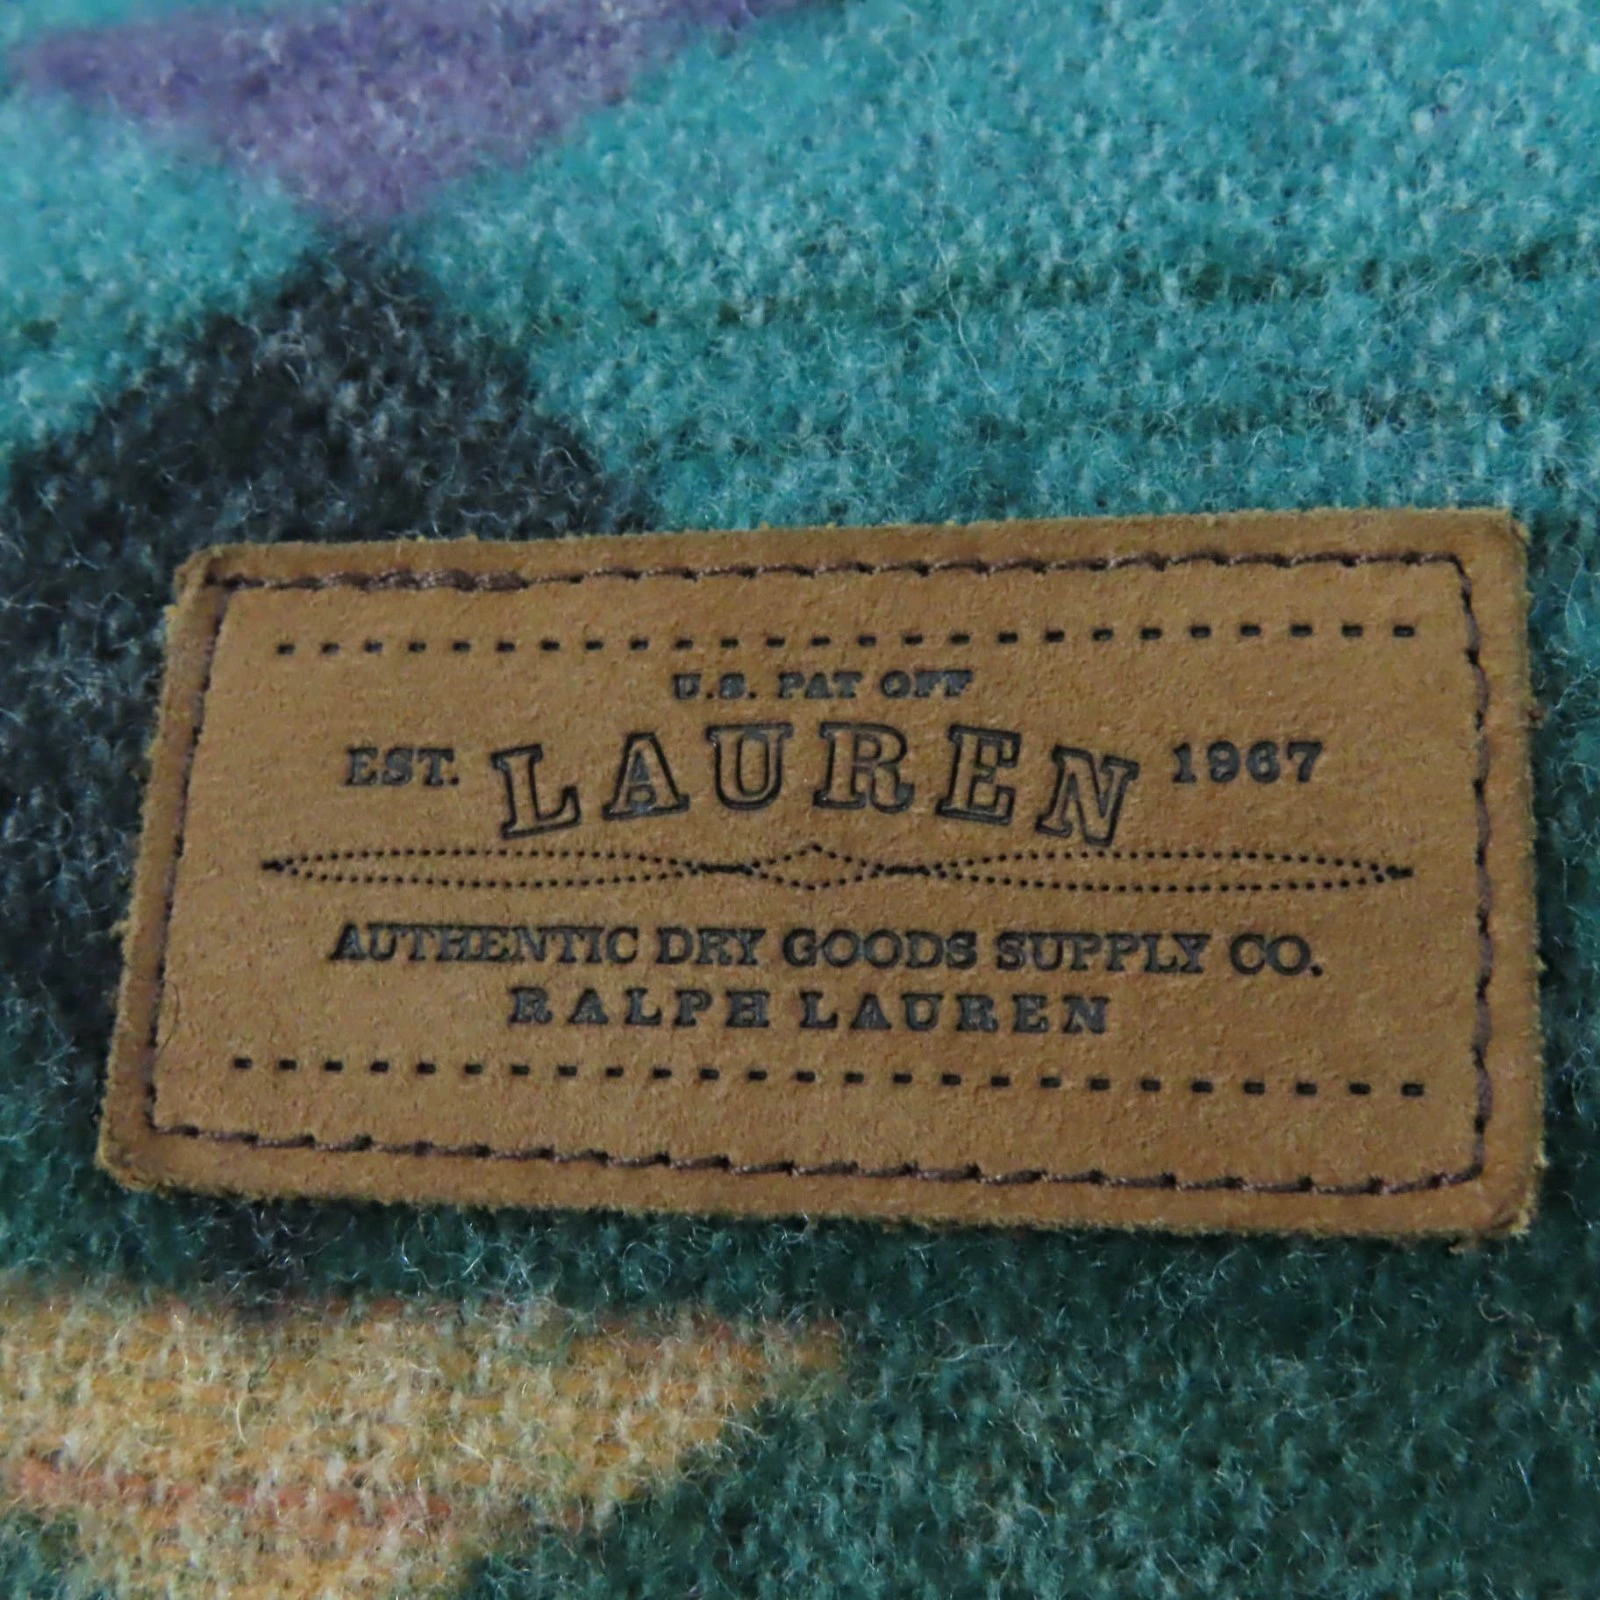 U.S. PAT OFF
EST. LAUREN 1967
AUTHENTIC DRY GOODS SUPPLY CO.
RALPH LAUREN